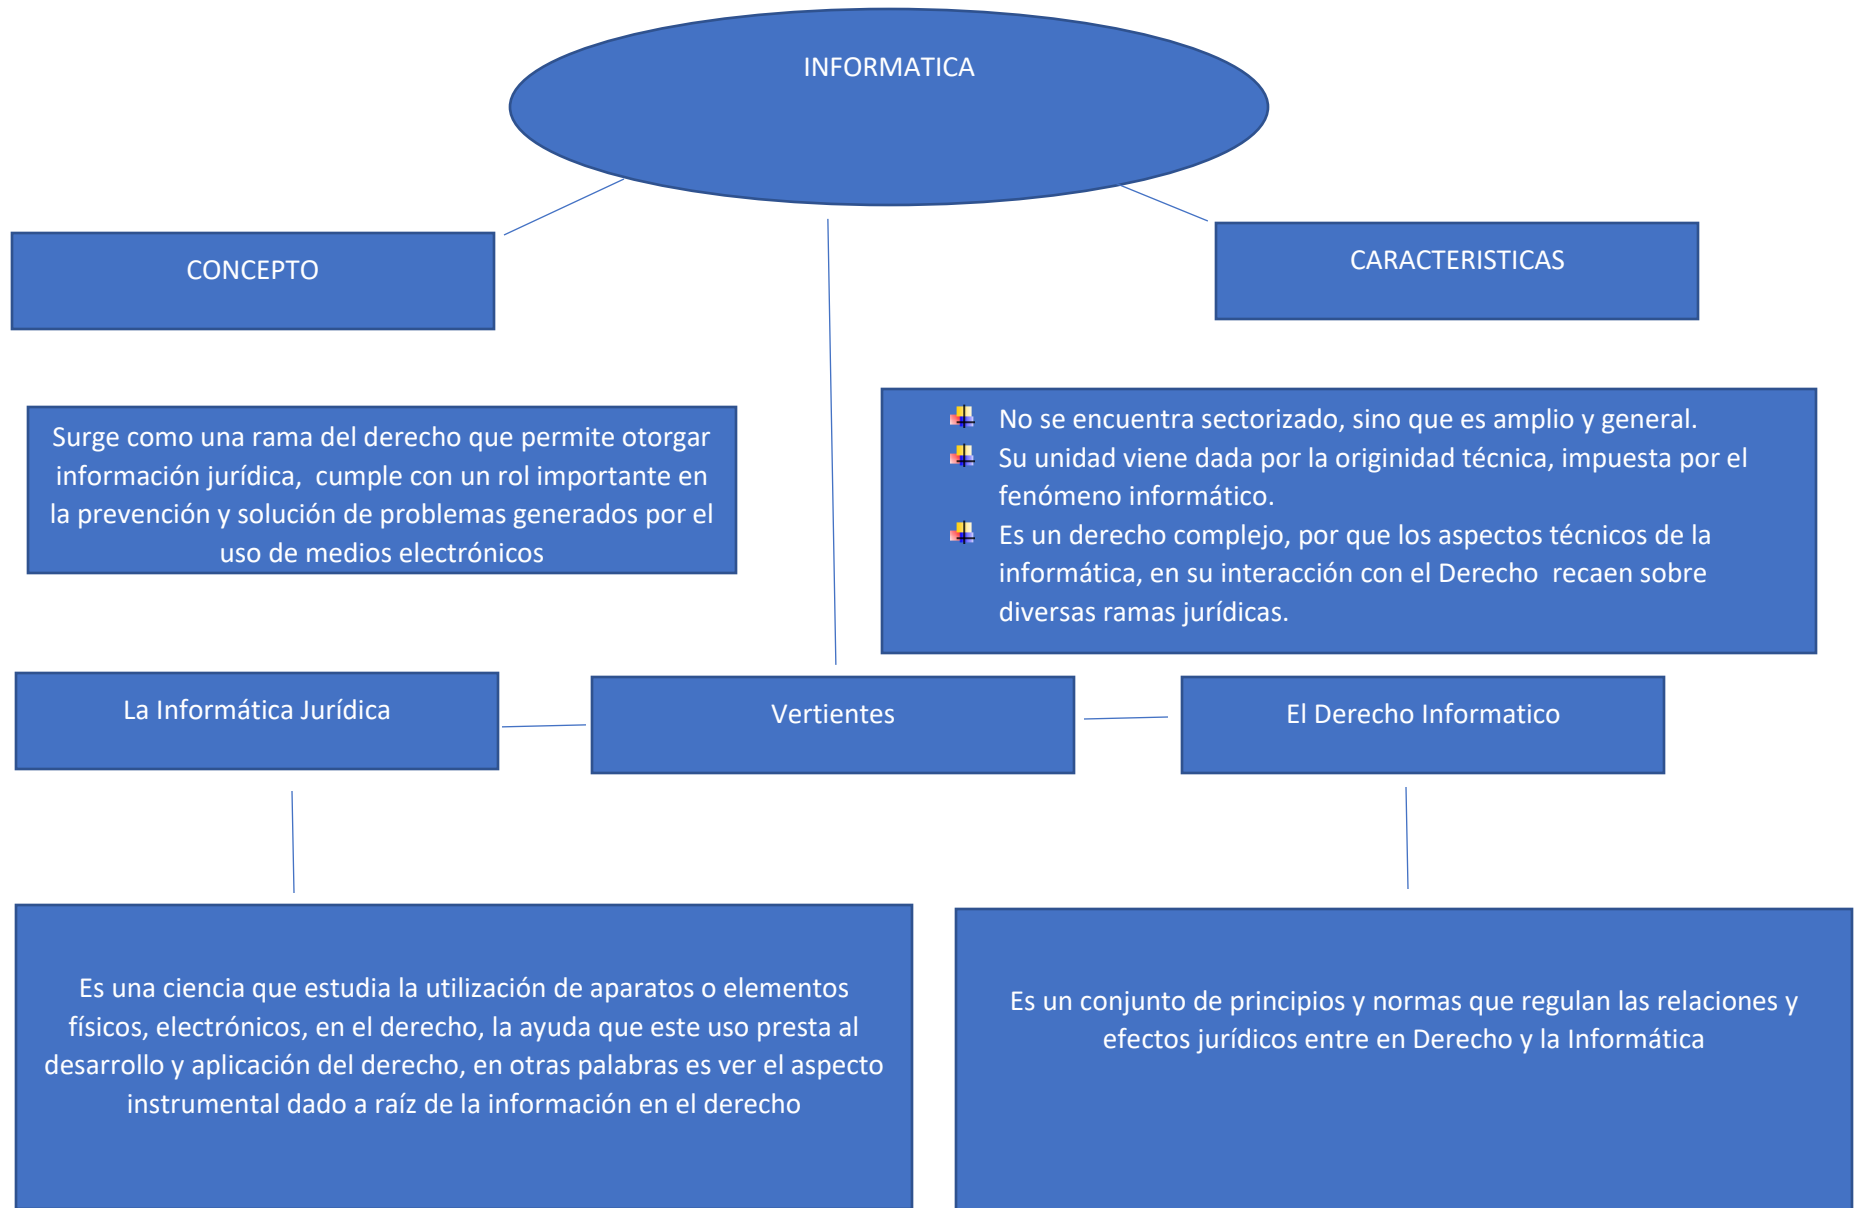 INFORMATICA
CONCEPTO
CARACTERISTICAS
Surge como una rama del derecho que permite otorgar
información jurídica, cumple con un rol importante en
la prevención y solución de problemas generados por el
uso de medios electrónicos
No se encuentra sectorizado, sino que es amplio y general.
Su unidad viene dada por la originidad técnica, impuesta por el
fenómeno informático.
Es un derecho complejo, por que los aspectos técnicos de la
informática, en su interacción con el Derecho recaen sobre
diversas ramas jurídicas.
La Informática Jurídica
Vertientes
El Derecho Informatico
Es una ciencia que estudia la utilización de aparatos o elementos
físicos, electrónicos, en el derecho, la ayuda que este uso presta al
desarrollo y aplicación del derecho, en otras palabras es ver el aspecto
instrumental dado a raíz de la información en el derecho
Es un conjunto de principios y normas que regulan las relaciones y
efectos jurídicos entre en Derecho y la Informática